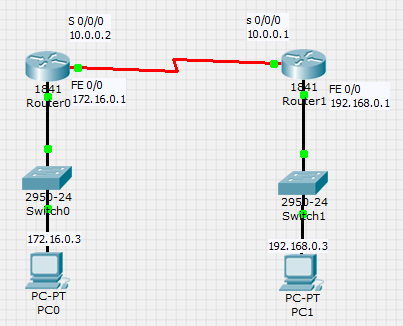 S 0/0/0
10.0.0.2
s 0/0/0
10.0.0.1
1841
Router0
FE 0/0
172.16.0.1
1841
Router1
FE 0/0
192.168.0.1
2950-24
Switch0
2950-24
Switch1
172.16.0.3
192.168.0.3
PC-PT
PC0
PC-PT
PC1